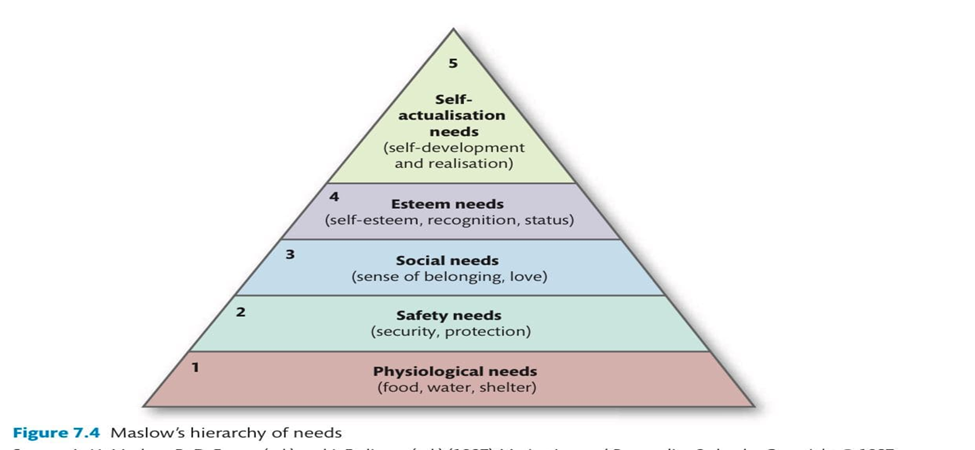 5
Self-
actualisation
needs
(self-development
and realisation)
4
Esteem needs
(self-esteem, recognition, status)
3
Social needs
(sense of belonging, love)
2
Safety needs
(security, protection)
1
Physiological needs
(food, water, shelter)
Figure 7.4 Maslow's hierarchy of needs